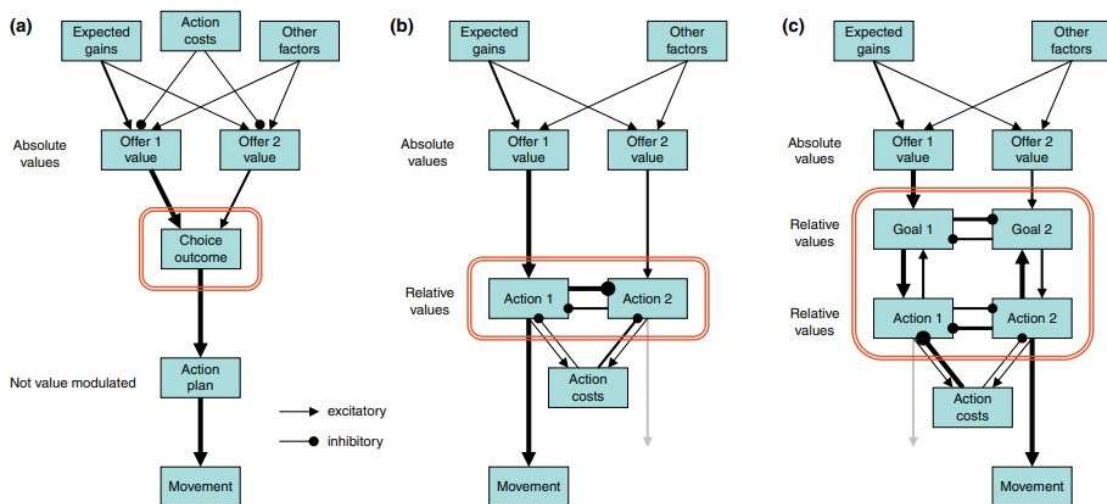 (a)
Expected
gains
Action
costs
Other
factors
Absolute
values
Offer 1
value
Offer 2
value
Choice
outcome
Not value modulated
Action
plan
excitatory
inhibitory
Movement
(b)
Expected
gains
Other
factors
Absolute
values
Offer 1
value
Offer 2
value
Relative
values
Action 1
Action 2
Action
costs
Movement
(c)
Expected
gains
Other
factors
Absolute
values
Offer 1
value
Offer 2
value
Relative
values
Goal 1
Goal 2
Relative
values
Action 1
Action 2
Action
costs
Movement